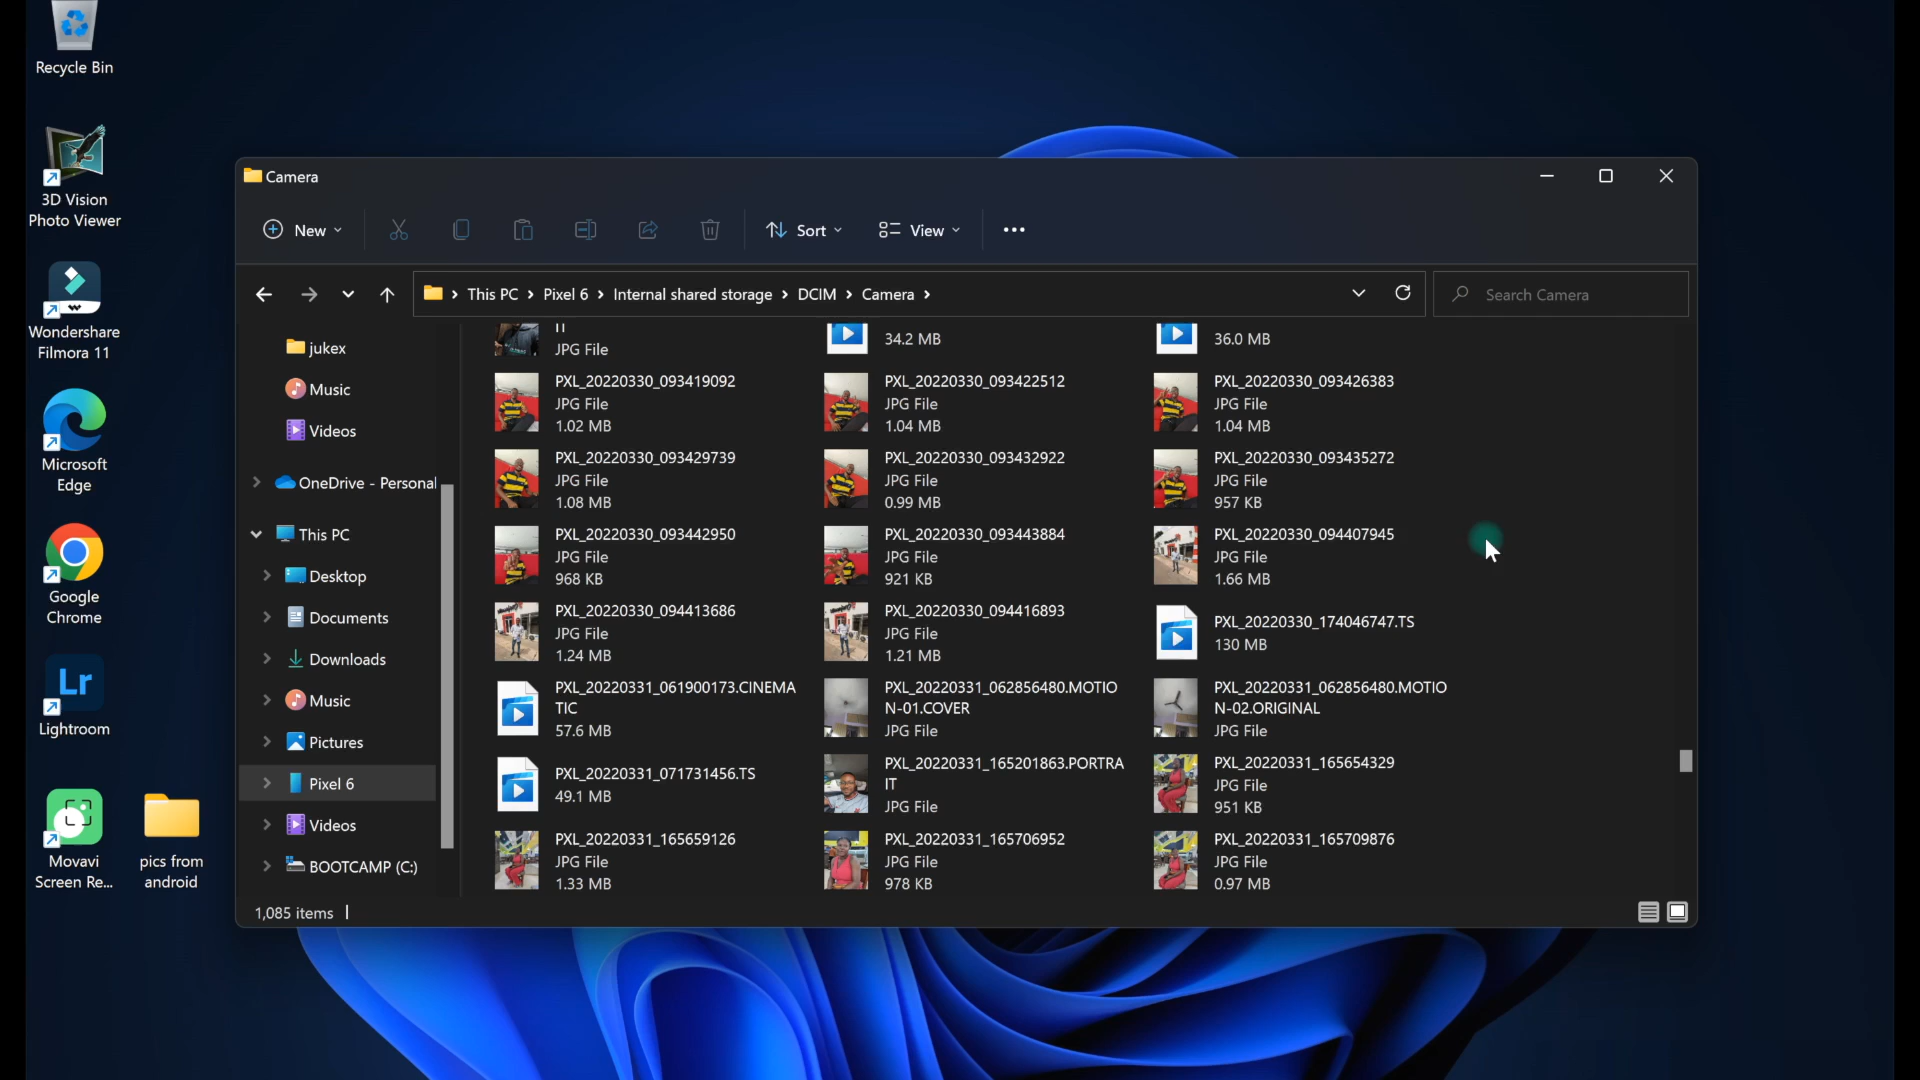 Recycle Bin
3D Vision
Photo Viewer
Wondershare
Filmora 11
Microsoft
Edge
Google
Chrome
Lr
Lightroom
Movavi
Screen Re...
pics from
android
Camera
New
Sort
View
This PC
Pixel 6
Internal shared storage
DCIM
Camera
Search Camera
jukex
Music
Videos
OneDrive - Personal
This PC
Desktop
Documents
Downloads
Music
Pictures
Pixel 6
Videos
BOOTCAMP (C:)
IT
JPG File
34.2 MB
36.0 MB
PXL_20220330_093419092
JPG File
1.02 MB
PXL_20220330_093422512
JPG File
1.04 MB
PXL_20220330_093426383
JPG File
1.04 MB
PXL_20220330_093429739
JPG File
1.08 MB
PXL_20220330_093432922
JPG File
0.99 MB
PXL_20220330_093435272
JPG File
957 KB
PXL_20220330_093442950
JPG File
968 KB
PXL_20220330_093443884
JPG File
921 KB
PXL_20220330_094407945
JPG File
1.66 MB
PXL_20220330_094413686
JPG File
1.24 MB
PXL_20220330_094416893
JPG File
1.21 MB
PXL_20220330_174046747.TS
130 MB
PXL_20220331_061900173.CINEMA
TIC
57.6 MB
PXL_20220331_062856480.MOTIO
N-01.COVER
JPG File
PXL_20220331_062856480.MOTIO
N-02.ORIGINAL
JPG File
PXL_20220331_071731456.TS
49.1 MB
PXL_20220331_165201863.PORTRA
IT
JPG File
PXL_20220331_165654329
JPG File
951 KB
PXL_20220331_165659126
JPG File
1.33 MB
PXL_20220331_165706952
JPG File
978 KB
PXL_20220331_165709876
JPG File
0.97 MB
1,085 items